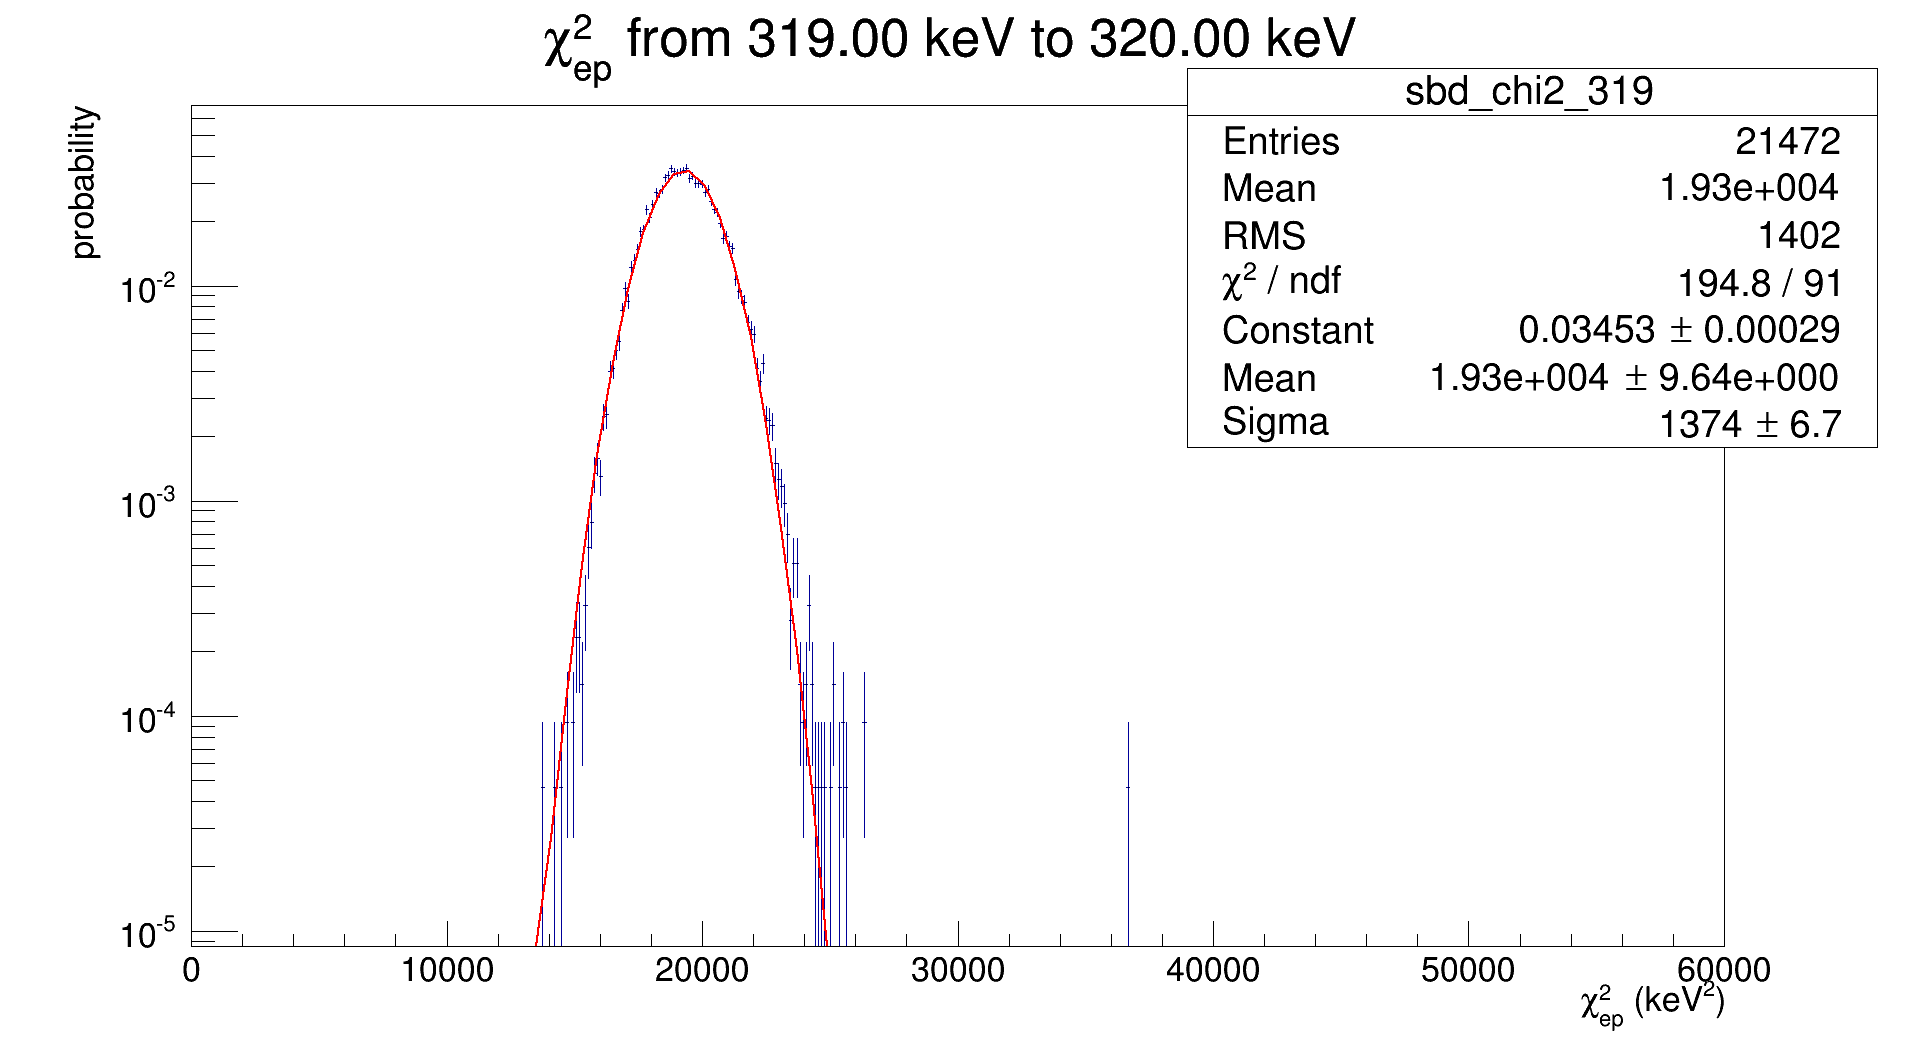 χ²ep from 319.00 keV to 320.00 keV
sbd_chi2_319
Entries 21472
Mean 1.93e+004
RMS 1402
χ² / ndf 194.8 / 91
Constant 0.03453 ± 0.00029
Mean 1.93e+004 ± 9.64e+000
Sigma 1374 ± 6.7
probability
10⁻²
10⁻³
10⁻⁴
10⁻⁵
0 10000 20000 30000 40000 50000 60000
χ²ep (keV²)